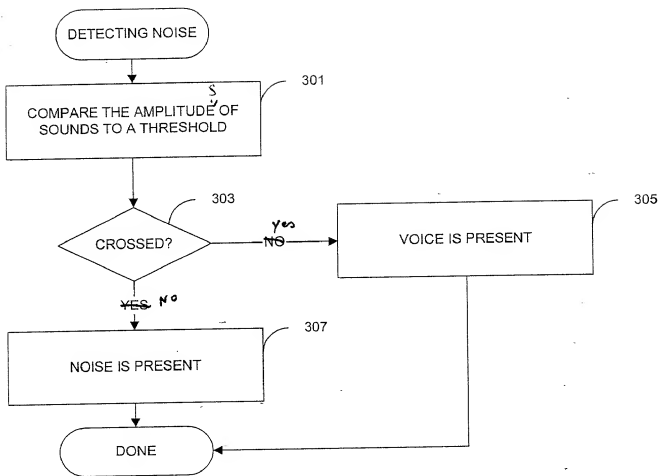 DETECTING NOISE
301
S
COMPARE THE AMPLITUDE OF
SOUNDS TO A THRESHOLD
303
305
CROSSED?
yes
NO
VOICE IS PRESENT
YES NO
307
NOISE IS PRESENT
DONE